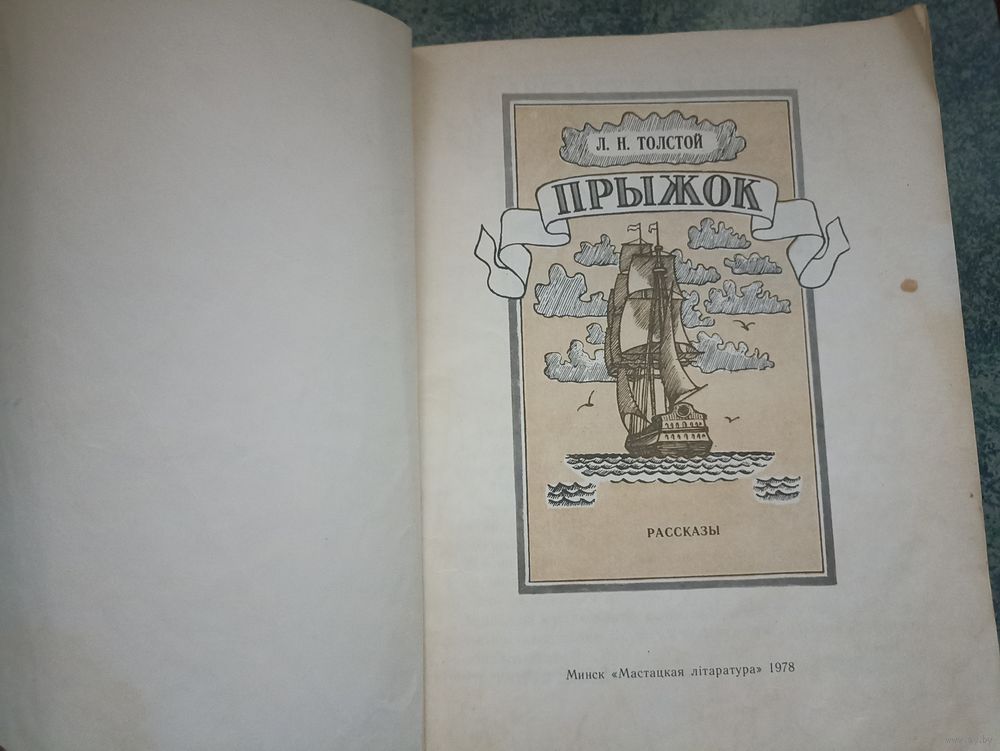 Л. Н. ТОЛСТОЙ
ПРЫЖОК
РАССКАЗЫ
Минск «Мастацкая літаратура» 1978